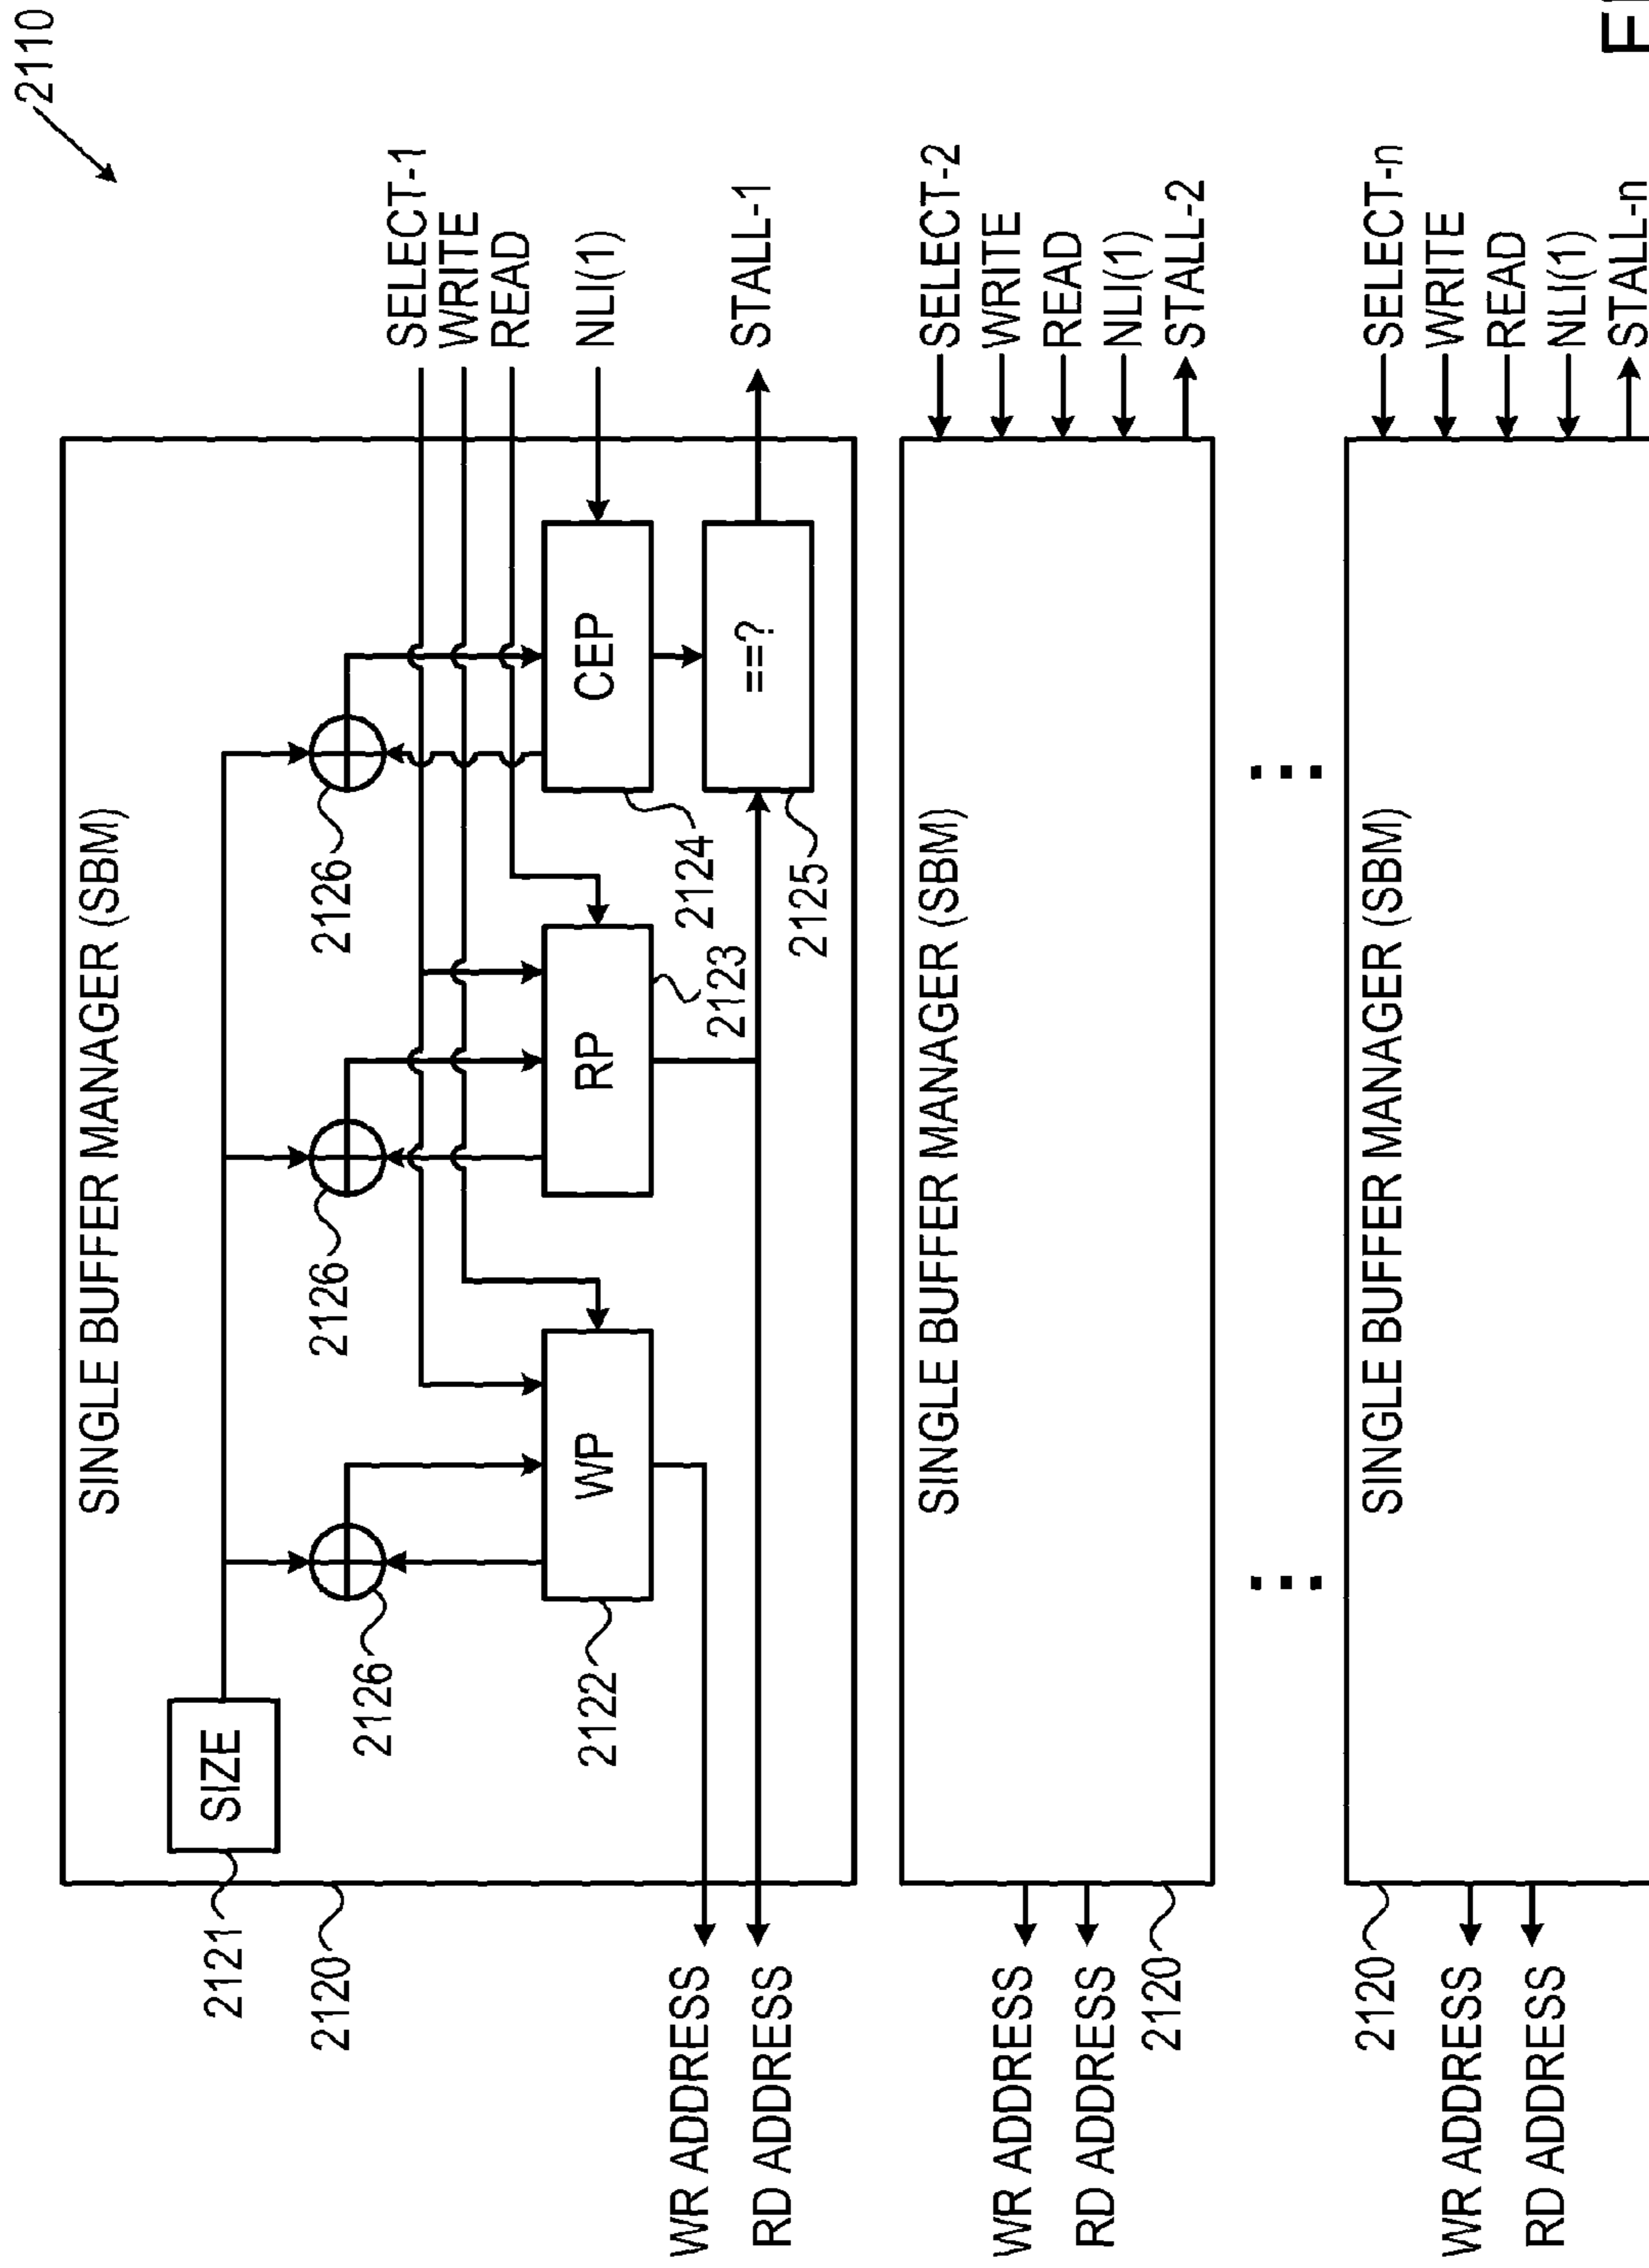 2110
SINGLE BUFFER MANAGER (SBM)
SELECT-1
WRITE
READ
NLI(1)
STALL-1
SIZE
2121
2120
2126
2126
2126
WP
RP
CEP
2122
2123
2124
==?
2125
WR ADDRESS
RD ADDRESS
SINGLE BUFFER MANAGER (SBM)
SELECT-2
WRITE
READ
NLI(1)
STALL-2
WR ADDRESS
RD ADDRESS
2120
SINGLE BUFFER MANAGER (SBM)
SELECT-n
WRITE
READ
NLI(1)
STALL-n
2120
WR ADDRESS
RD ADDRESS